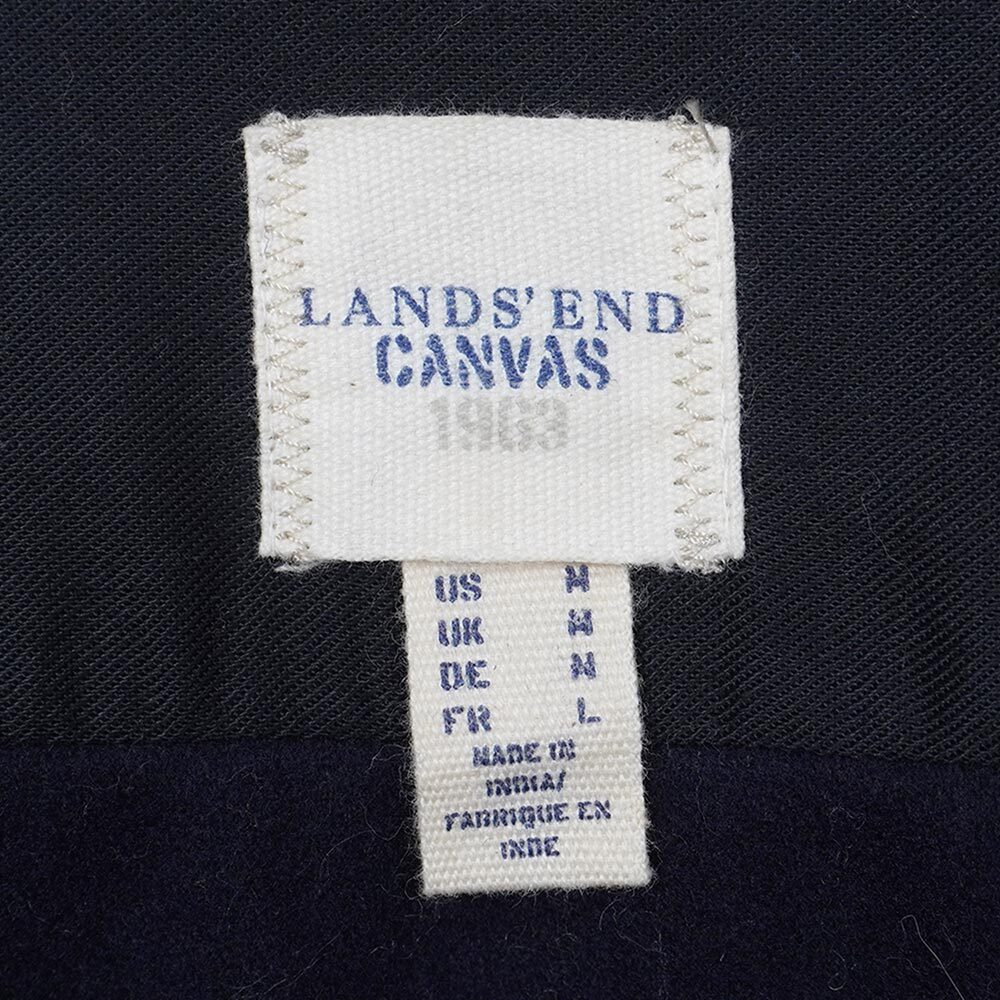 LANDS' END
CANVAS
1963
US M
UK M
DE M
FR L
MADE IN
INDIA/
FABRIQUE EN
INDE